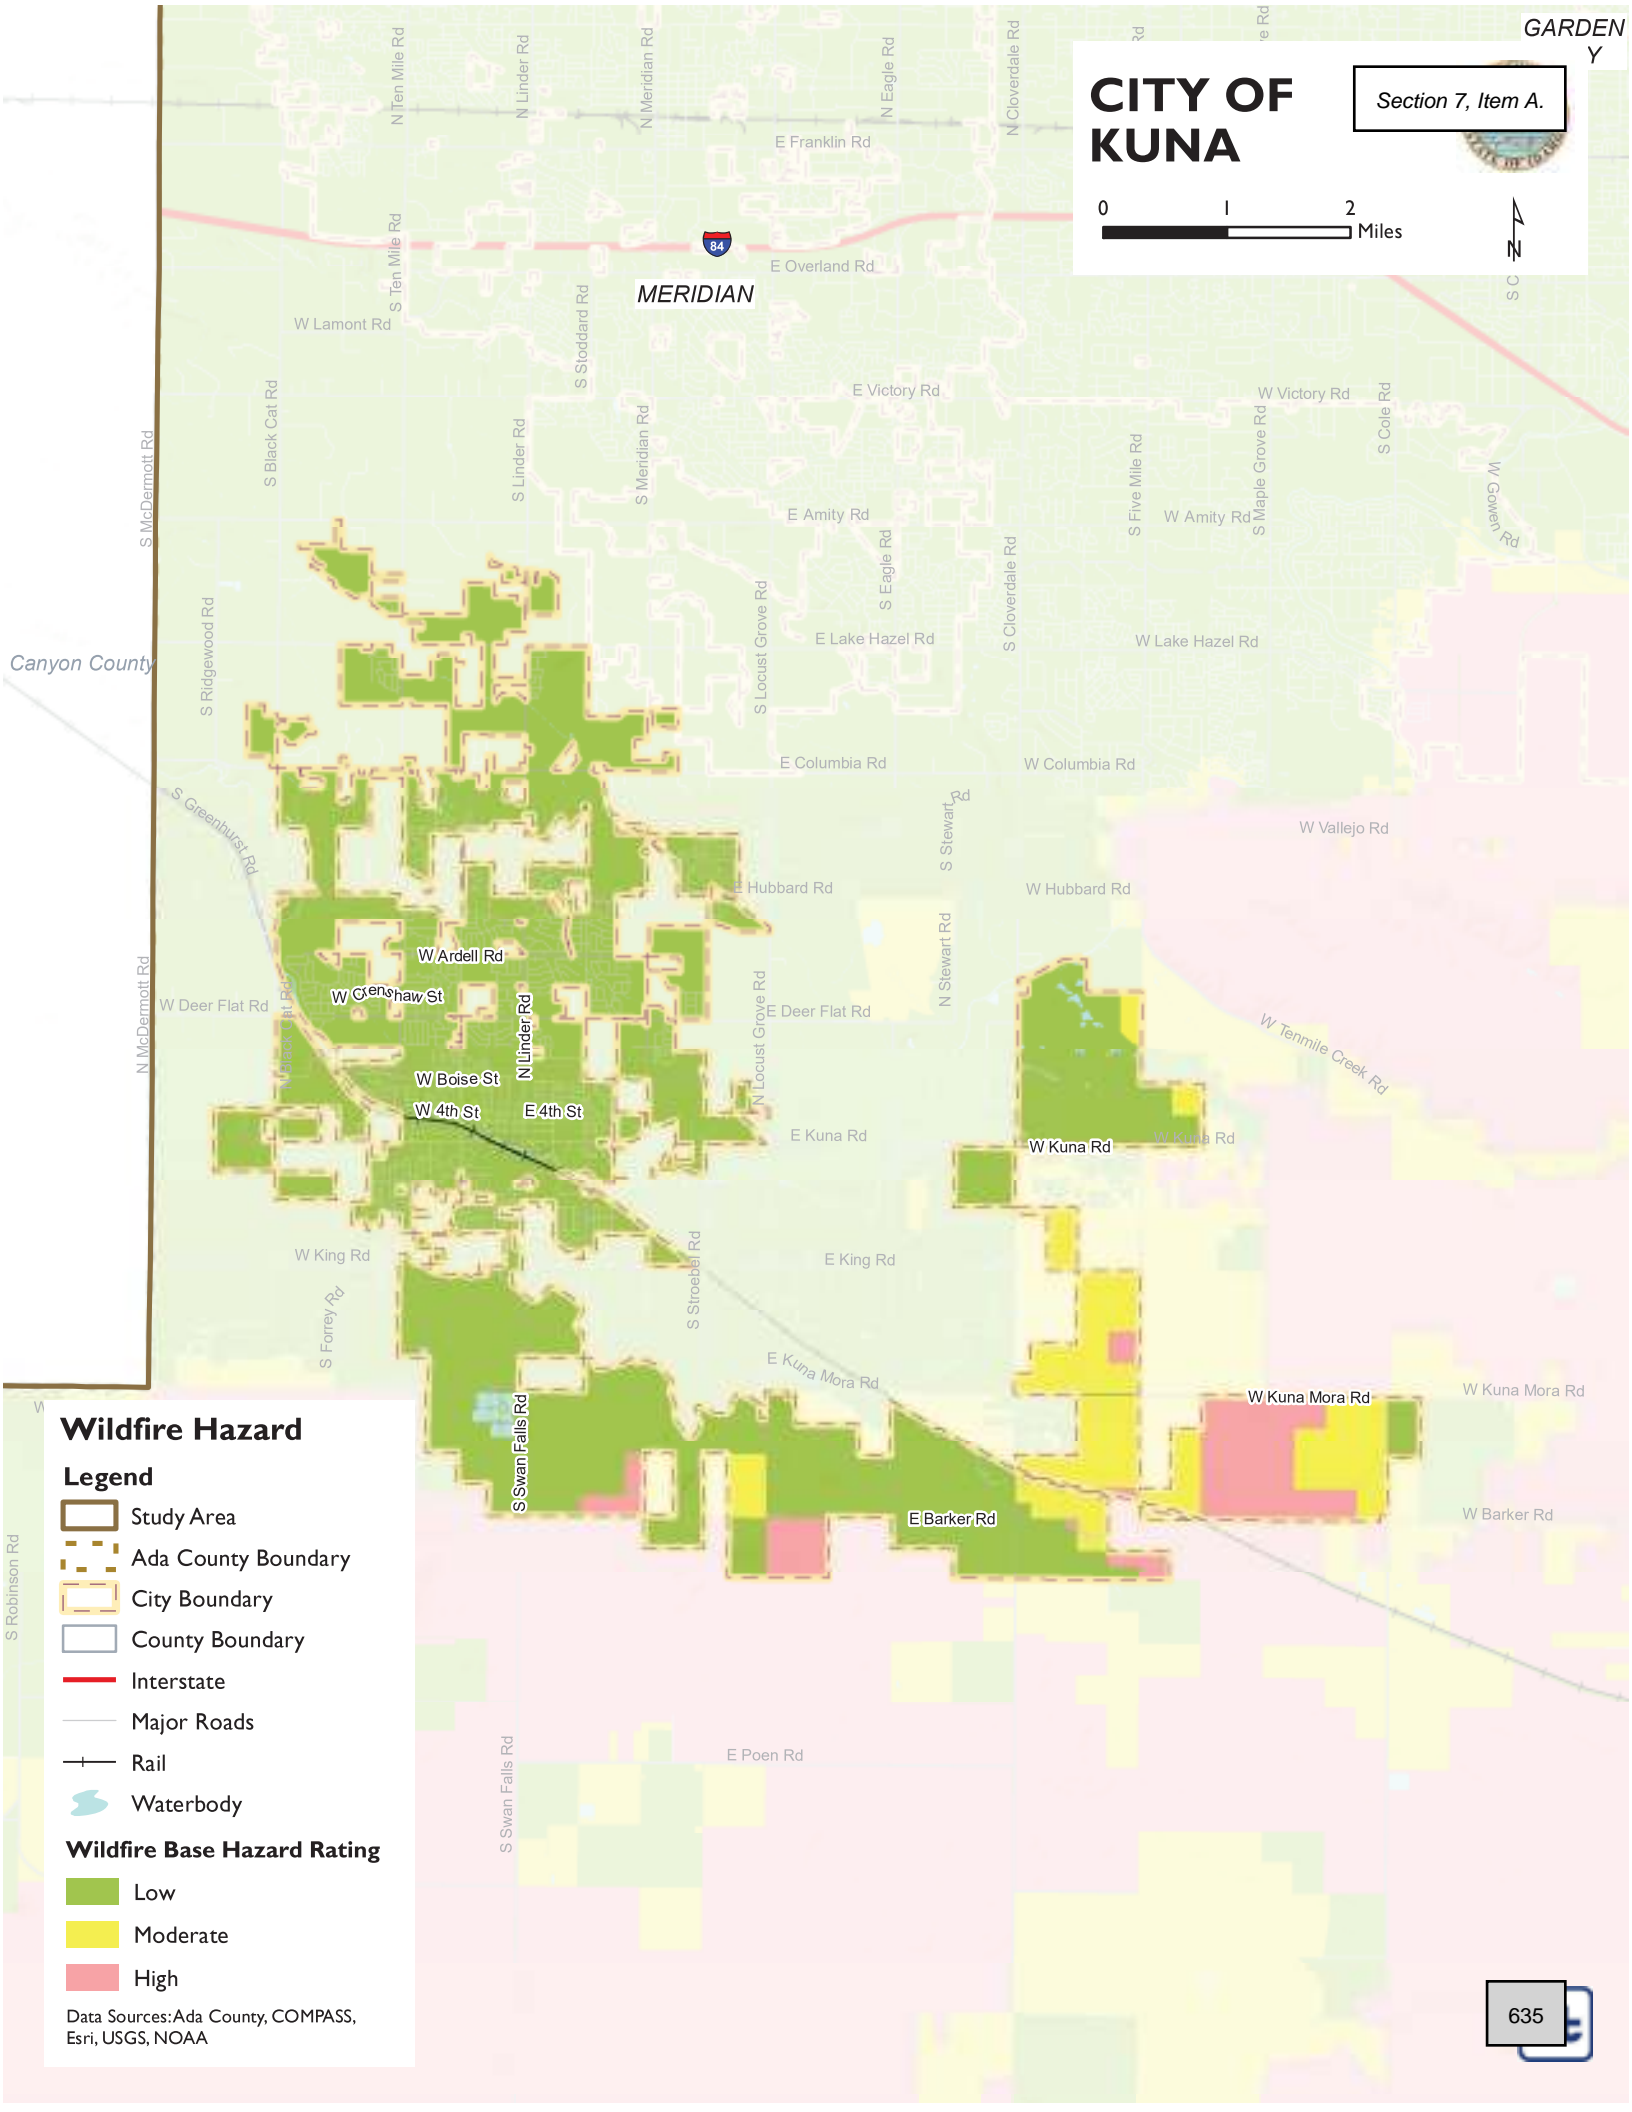 GARDEN
Y
CITY OF
KUNA
Section 7, Item A.
STATE OF IDAHO
0 1 2
Miles
N
N Ten Mile Rd
N Linder Rd
N Meridian Rd
N Eagle Rd
N Cloverdale Rd
Rd
ve Rd
E Franklin Rd
S Ten Mile Rd
84
E Overland Rd
MERIDIAN
S C
W Lamont Rd
S Stoddard Rd
E Victory Rd
W Victory Rd
S Black Cat Rd
S Cole Rd
S McDermott Rd
S Linder Rd
S Meridian Rd
S Five Mile Rd
S Maple Grove Rd
W Gowen Rd
E Amity Rd
W Amity Rd
S Eagle Rd
S Cloverdale Rd
S Ridgewood Rd
S Locust Grove Rd
E Lake Hazel Rd
W Lake Hazel Rd
Canyon County
E Columbia Rd
W Columbia Rd
S Greenhurst Rd
S Stewart Rd
W Vallejo Rd
E Hubbard Rd
W Hubbard Rd
W Ardell Rd
N Stewart Rd
W Crenshaw St
W Deer Flat Rd
N Black Cat Rd
N Linder Rd
N Locust Grove Rd
E Deer Flat Rd
N McDermott Rd
W Tenmile Creek Rd
W Boise St
W 4th St
E 4th St
E Kuna Rd
W Kuna Rd
W Kuna Rd
W King Rd
E King Rd
S Stroebel Rd
S Forrey Rd
E Kuna Mora Rd
W Kuna Mora Rd
W Kuna Mora Rd
W
S Swan Falls Rd
E Barker Rd
W Barker Rd
S Robinson Rd
E Poen Rd
S Swan Falls Rd
Wildfire Hazard
Legend
Study Area
Ada County Boundary
City Boundary
County Boundary
Interstate
Major Roads
Rail
Waterbody
Wildfire Base Hazard Rating
Low
Moderate
High
Data Sources: Ada County, COMPASS,
Esri, USGS, NOAA
635